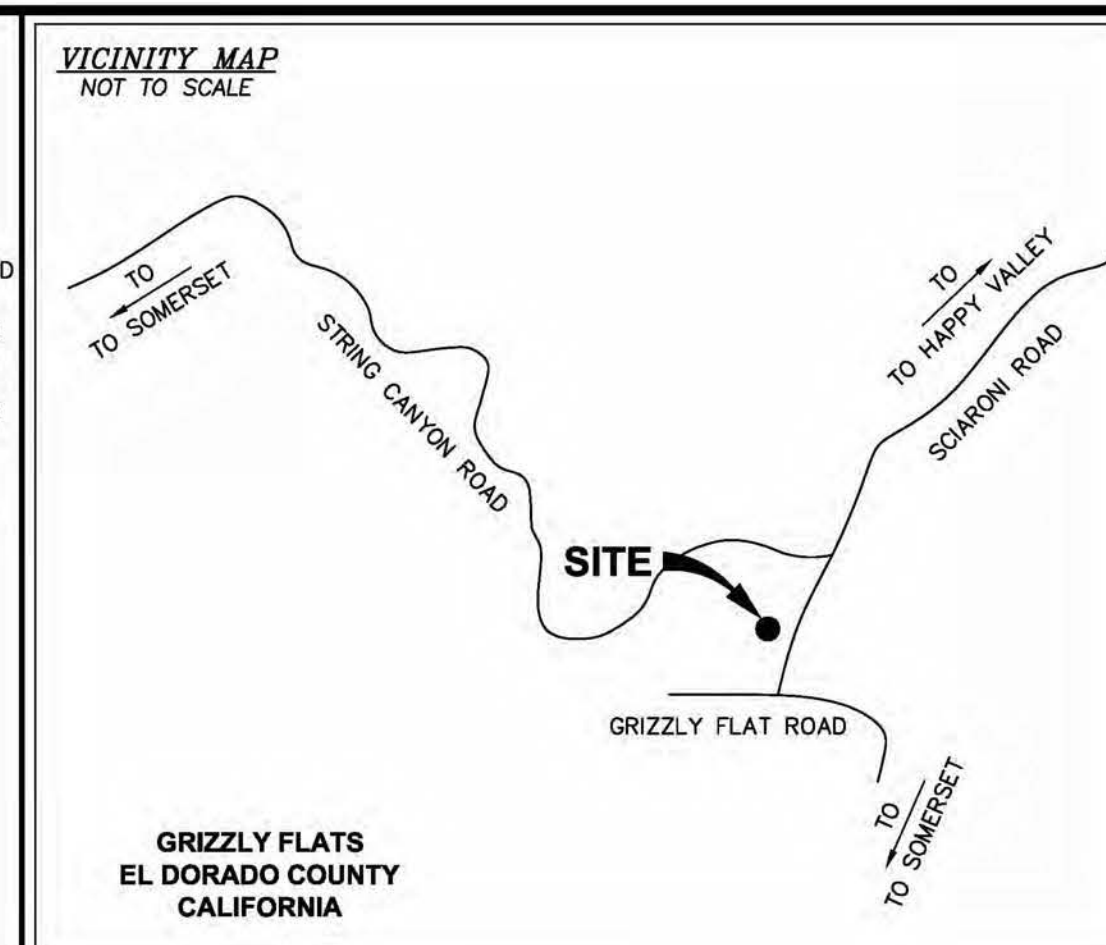 VICINITY MAP
NOT TO SCALE
D
TO
TO SOMERSET
STRING CANYON ROAD
TO
TO HAPPY VALLEY
SCIARONI ROAD
SITE
GRIZZLY FLAT ROAD
TO
TO SOMERSET
GRIZZLY FLATS
EL DORADO COUNTY
CALIFORNIA